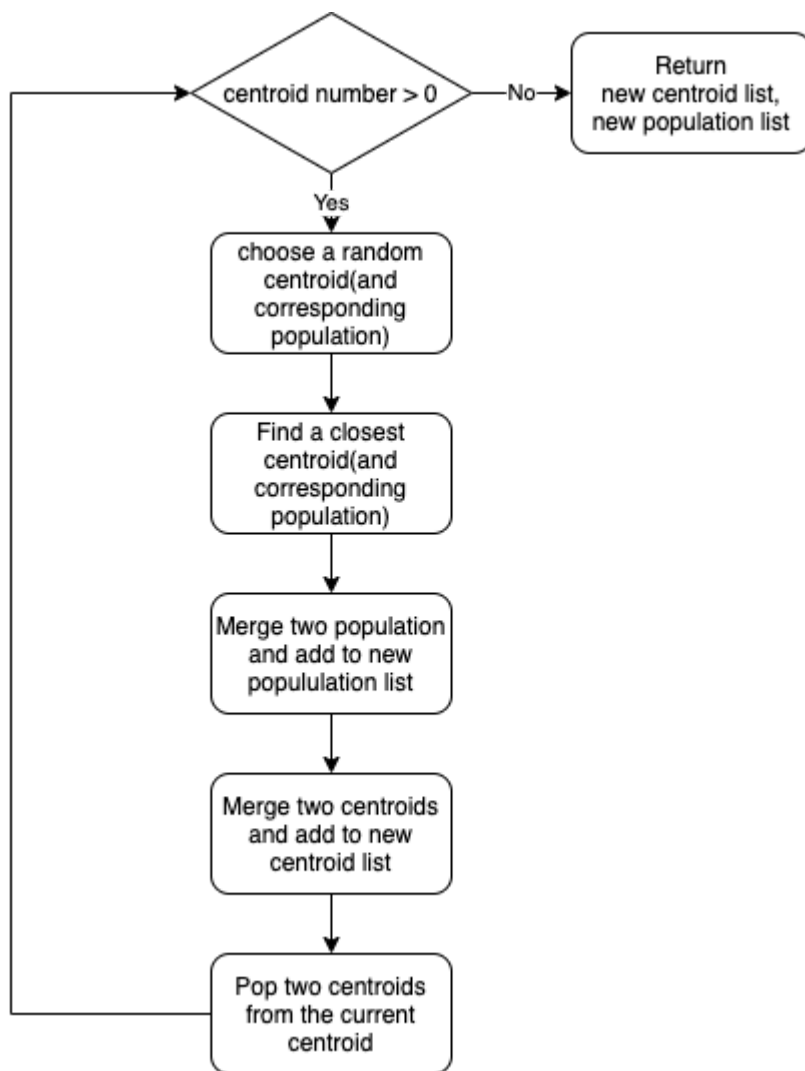 centroid number > 0
No
Return
new centroid list,
new population list
Yes
choose a random
centroid(and
corresponding
population)
Find a closest
centroid(and
corresponding
population)
Merge two population
and add to new
popululation list
Merge two centroids
and add to new
centroid list
Pop two centroids
from the current
centroid